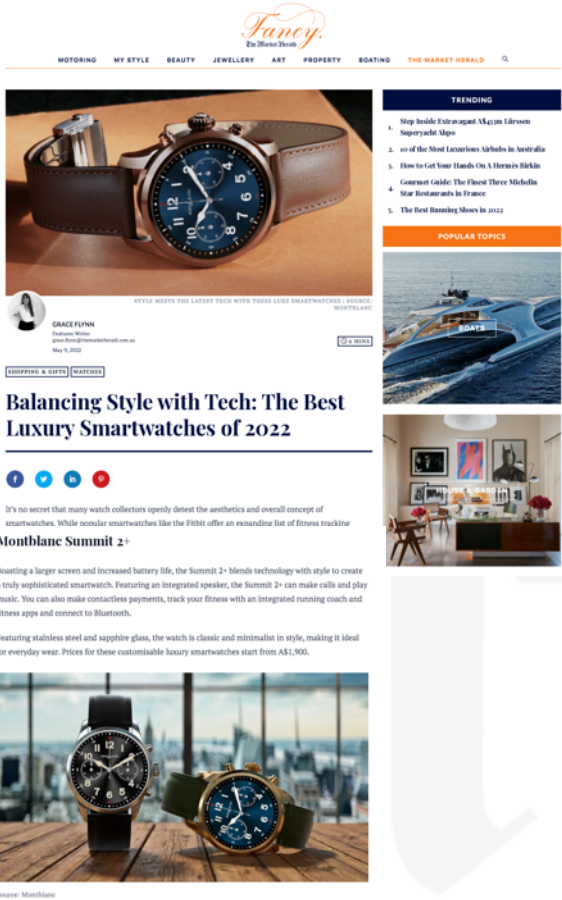 Fancy.
The Market Herald
MOTORING MY STYLE BEAUTY JEWELLERY ART PROPERTY BOATING THE MARKET HERALD
STYLE MEETS THE LATEST TECH WITH THESE LUXE SMARTWATCHES | SOURCE:
MONTBLANC
GRACE FLYNN
Features Writer
grace.flynn@themarketherald.com.au
May 9, 2022
6 MINS
SHOPPING & GIFTS WATCHES
Balancing Style with Tech: The Best
Luxury Smartwatches of 2022
It's no secret that many watch collectors openly detest the aesthetics and overall concept of
smartwatches. While popular smartwatches like the Fitbit offer an expanding list of fitness tracking
Montblanc Summit 2+
Boasting a larger screen and increased battery life, the Summit 2+ blends technology with style to create
truly sophisticated smartwatch. Featuring an integrated speaker, the Summit 2+ can make calls and play
music. You can also make contactless payments, track your fitness with an integrated running coach and
fitness apps and connect to Bluetooth.
Featuring stainless steel and sapphire glass, the watch is classic and minimalist in style, making it ideal
for everyday wear. Prices for these customisable luxury smartwatches start from A$1,900.
Source: Montblanc
TRENDING
1. Step Inside Extravagant A$433m Lürssen
Superyacht Ahpo
2. 10 of the Most Luxurious Airbnbs in Australia
3. How to Get Your Hands On A Hermès Birkin
4. Gourmet Guide: The Finest Three Michelin
Star Restaurants in France
5. The Best Running Shoes in 2022
POPULAR TOPICS
BOATS
HOUSE & GARDEN